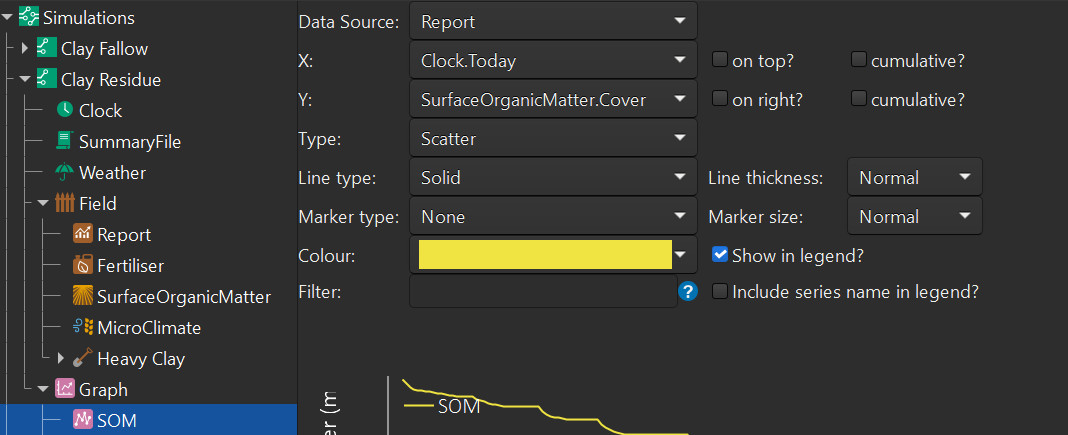 Simulations
Clay Fallow
Clay Residue
Clock
SummaryFile
Weather
Field
Report
Fertiliser
SurfaceOrganicMatter
MicroClimate
Heavy Clay
Graph
SOM
Data Source: Report
X: Clock.Today on top? cumulative?
Y: SurfaceOrganicMatter.Cover on right? cumulative?
Type: Scatter
Line type: Solid Line thickness: Normal
Marker type: None Marker size: Normal
Colour: Show in legend?
Filter: ? Include series name in legend?
SOM